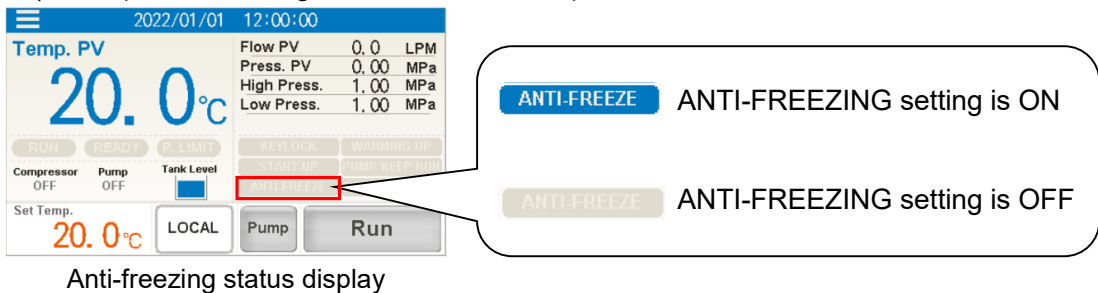 2022/01/01 12:00:00
Temp. PV
20.0℃
Flow PV 0.0 LPM
Press. PV 0.00 MPa
High Press. 1.00 MPa
Low Press. 1.00 MPa
RUN READY P. LIMIT
KEYLOCK WARMING UP
START-UP PUMP KEEP RUN
ANTI-FREEZE
Compressor OFF
Pump OFF
Tank Level
Set Temp.
20.0℃
LOCAL
Pump
Run
ANTI-FREEZE ANTI-FREEZING setting is ON
ANTI-FREEZE ANTI-FREEZING setting is OFF
Anti-freezing status display